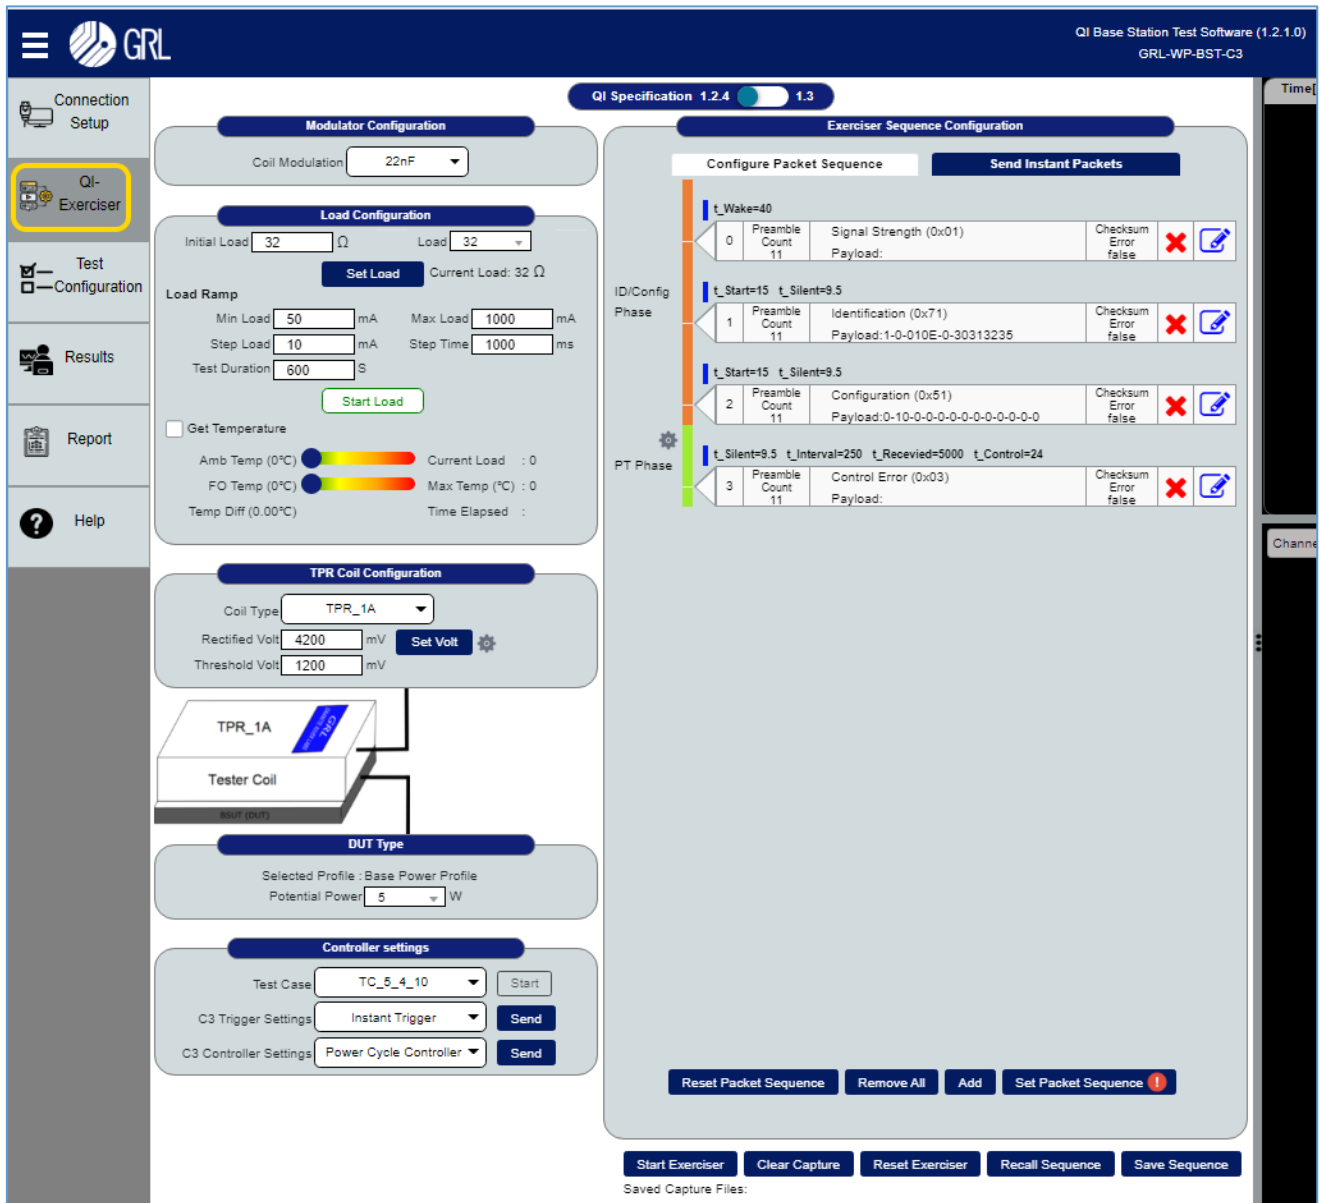 GRL
QI Base Station Test Software (1.2.1.0)
GRL-WP-BST-C3
Connection
Setup
QI-
Exerciser
Test
Configuration
Results
Report
Help
QI Specification 1.2.4 1.3
Modulator Configuration
Coil Modulation 22nF
Load Configuration
Initial Load 32 Ω Load 32
Set Load Current Load: 32 Ω
Load Ramp
Min Load 50 mA Max Load 1000 mA
Step Load 10 mA Step Time 1000 ms
Test Duration 600 S
Start Load
Get Temperature
Amb Temp (0°C) Current Load : 0
FO Temp (0°C) Max Temp (°C) : 0
Temp Diff (0.00°C) Time Elapsed :
TPR Coil Configuration
Coil Type TPR_1A
Rectified Volt 4200 mV Set Volt
Threshold Volt 1200 mV
TPR_1A
GRL
Tester Coil
BSUT (DUT)
DUT Type
Selected Profile : Base Power Profile
Potential Power 5 W
Controller settings
Test Case TC_5_4_10 Start
C3 Trigger Settings Instant Trigger Send
C3 Controller Settings Power Cycle Controller Send
Exerciser Sequence Configuration
Configure Packet Sequence Send Instant Packets
ID/Config
Phase
PT Phase
t_Wake=40
0 Preamble Count 11 Signal Strength (0x01) Checksum Error false
Payload:
t_Start=15 t_Silent=9.5
1 Preamble Count 11 Identification (0x71) Checksum Error false
Payload:1-0-010E-0-30313235
t_Start=15 t_Silent=9.5
2 Preamble Count 11 Configuration (0x51) Checksum Error false
Payload:0-10-0-0-0-0-0-0-0-0-0-0-0
t_Silent=9.5 t_Interval=250 t_Recevied=5000 t_Control=24
3 Preamble Count 11 Control Error (0x03) Checksum Error false
Payload:
Reset Packet Sequence Remove All Add Set Packet Sequence !
Start Exerciser Clear Capture Reset Exerciser Recall Sequence Save Sequence
Saved Capture Files:
Time[
Channe